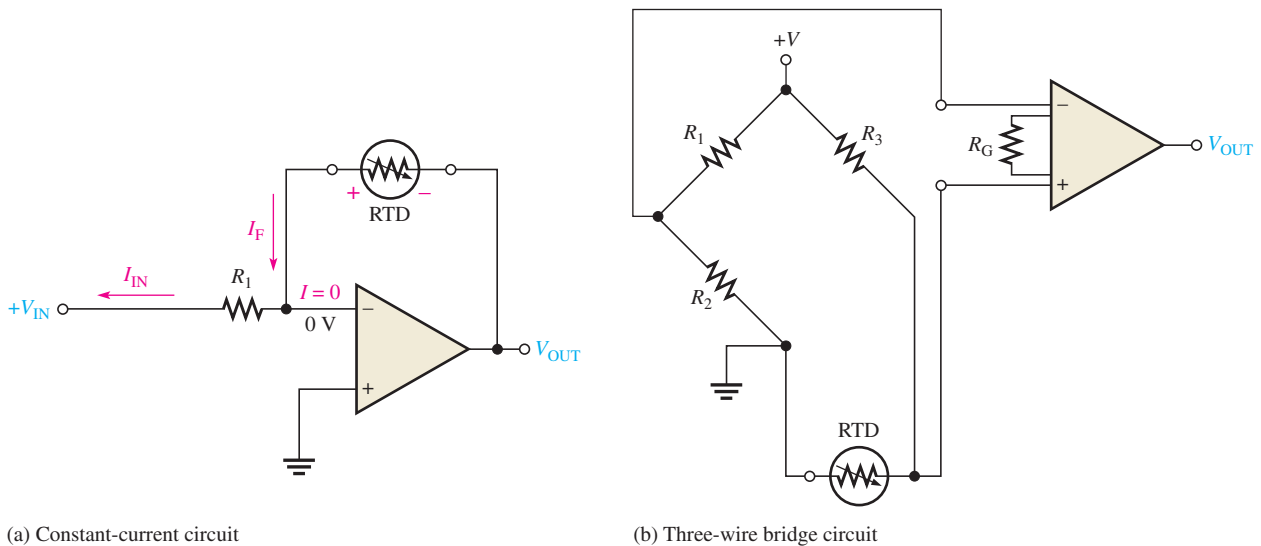 RTD
+ −
I_F
I_IN
R_1
I = 0
+V_IN
0 V
−
+
V_OUT
(a) Constant-current circuit
+V
R_1
R_3
R_2
R_G
−
+
V_OUT
RTD
(b) Three-wire bridge circuit